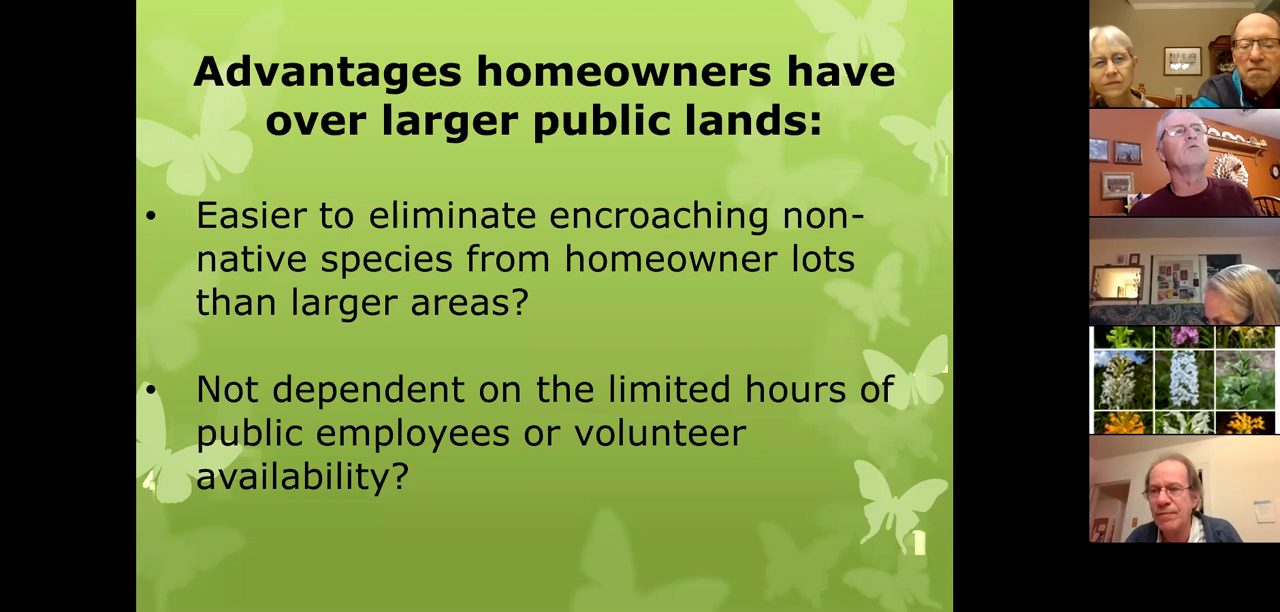 Advantages homeowners have
over larger public lands:
• Easier to eliminate encroaching non-
native species from homeowner lots
than larger areas?
• Not dependent on the limited hours of
public employees or volunteer
availability?